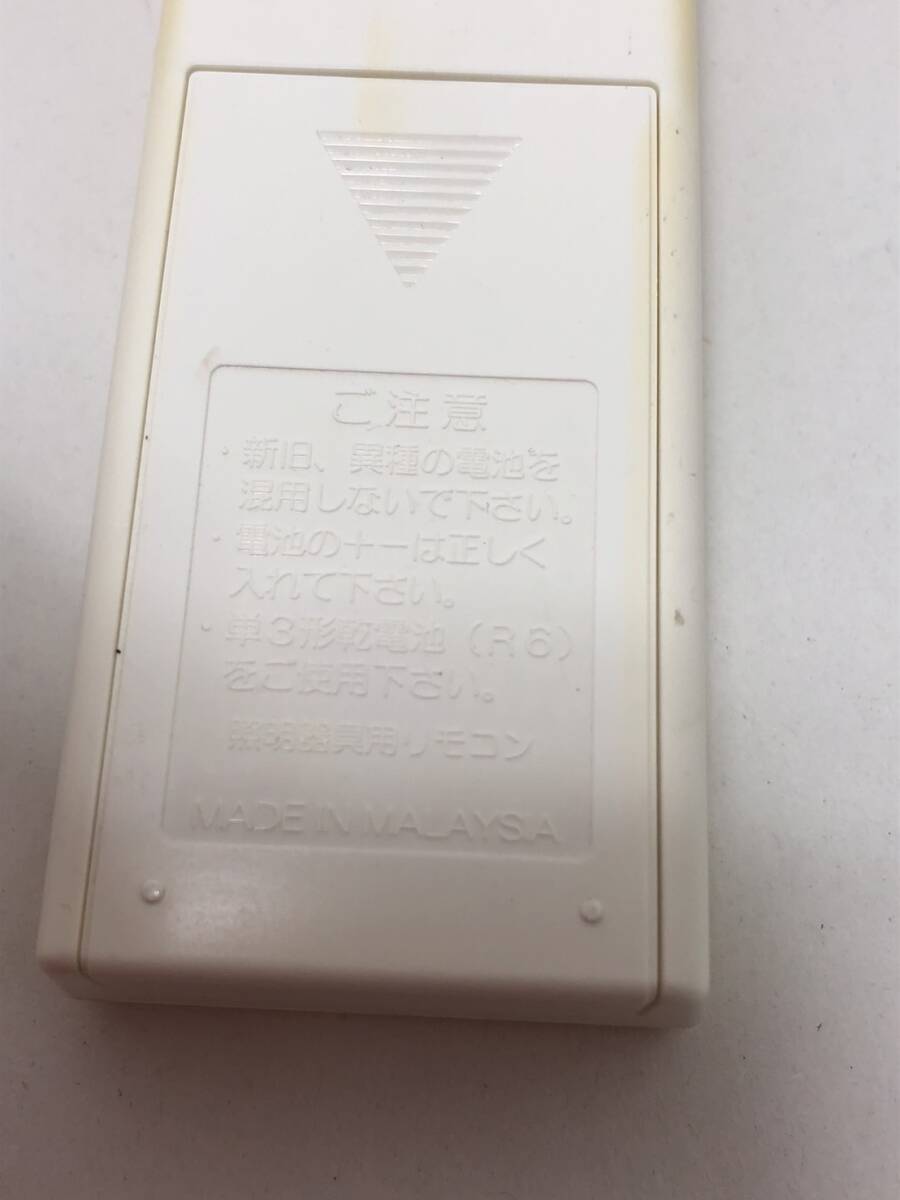 ご注意
・新旧、異種の電池を
混用しないで下さい。
・電池の＋－は正しく
入れて下さい。
・単3形乾電池（R6）
をご使用下さい。
照明器具用リモコン
MADE IN MALAYSIA